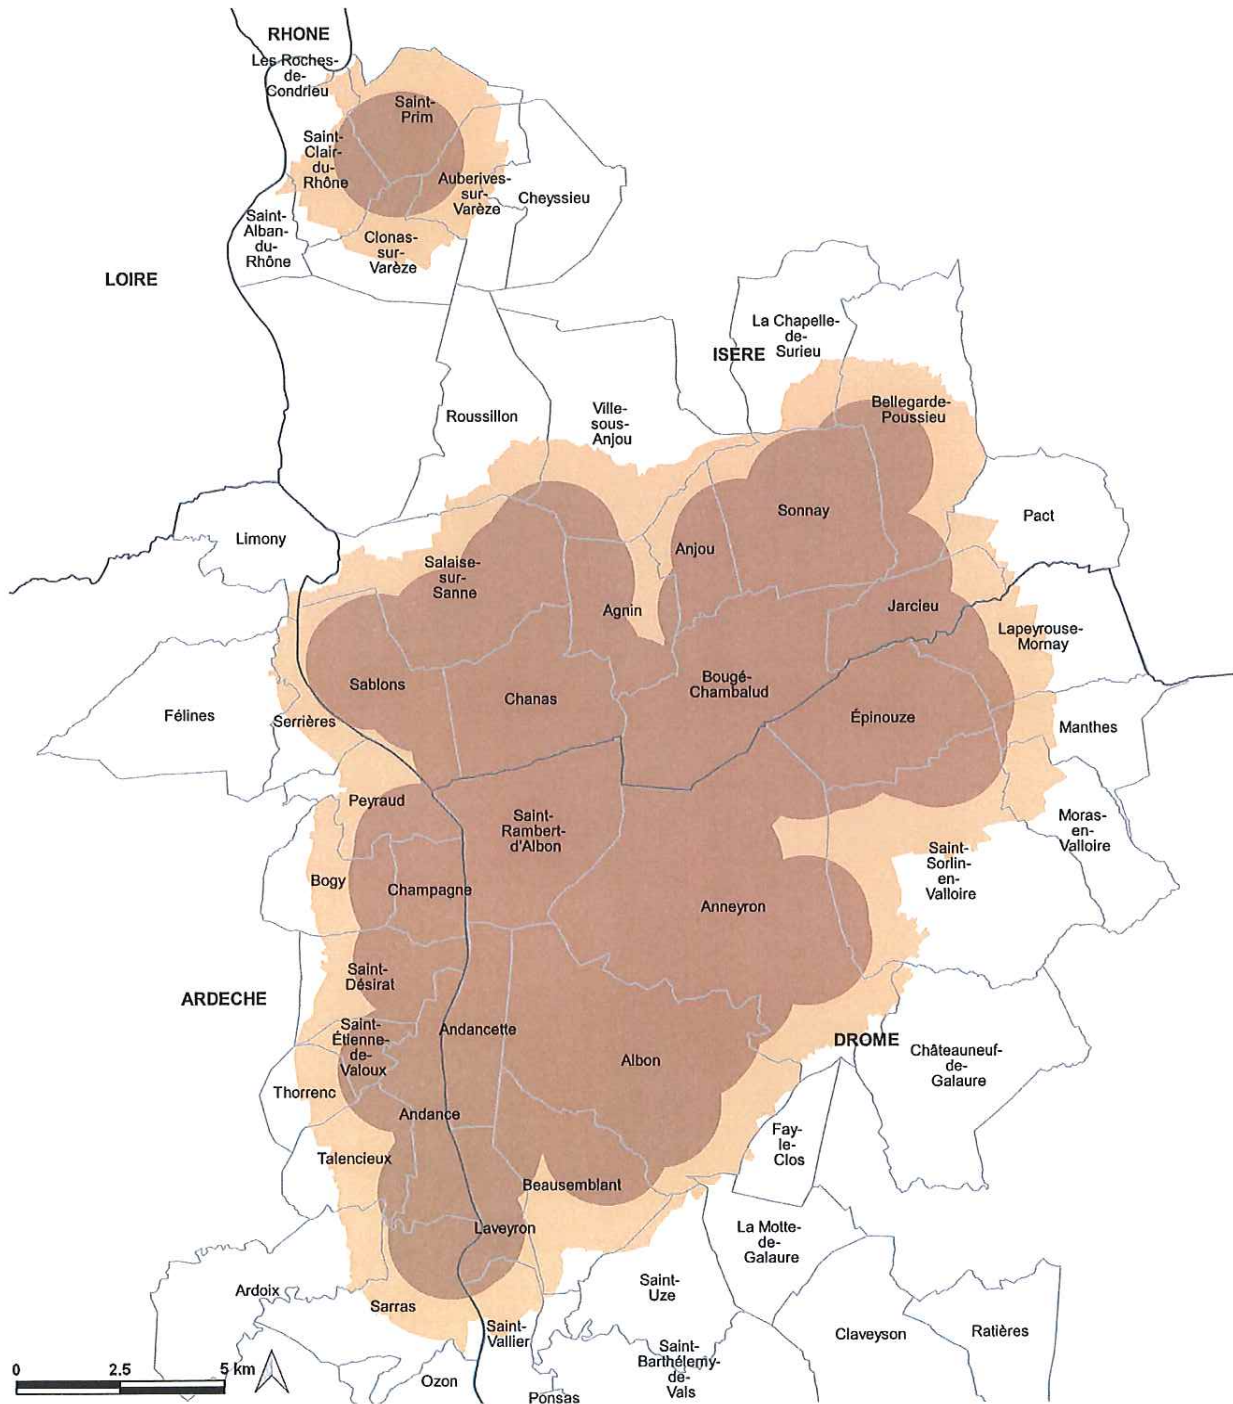 RHONE
Les Roches-
de-
Condrieu
Saint-
Prim
Saint-
Clair-
du-
Rhône
Auberives-
sur-
Varèze
Cheyssieu
Saint-
Alban-
du-
Rhône
Clonas-
sur-
Varèze
LOIRE
La Chapelle-
de-
Surieu
ISERE
Bellegarde-
Poussieu
Roussillon
Ville-
sous-
Anjou
Sonnay
Pact
Limony
Salaise-
sur-
Sanne
Anjou
Agnin
Jarcieu
Lapeyrouse-
Mornay
Sablons
Chanas
Bougé-
Chambalud
Félines
Serrières
Épinouze
Manthes
Peyraud
Saint-
Rambert-
d'Albon
Moras-
en-
Valloire
Saint-
Sorlin-
en-
Valloire
Bogy
Champagne
Anneyron
Saint-
Désirat
ARDECHE
Saint-
Étienne-
de-
Valoux
Andancette
Albon
DROME
Châteauneuf-
de-
Galaure
Thorrenc
Andance
Fay-
le-
Clos
Talencieux
Beausemblant
Laveyron
La Motte-
de-
Galaure
Ardoix
Sarras
Saint-
Uze
Saint-
Vallier
Claveyson
Ratières
Saint-
Barthélemy-
de-
Vals
Ozon
Ponsas
0 2.5 5 km